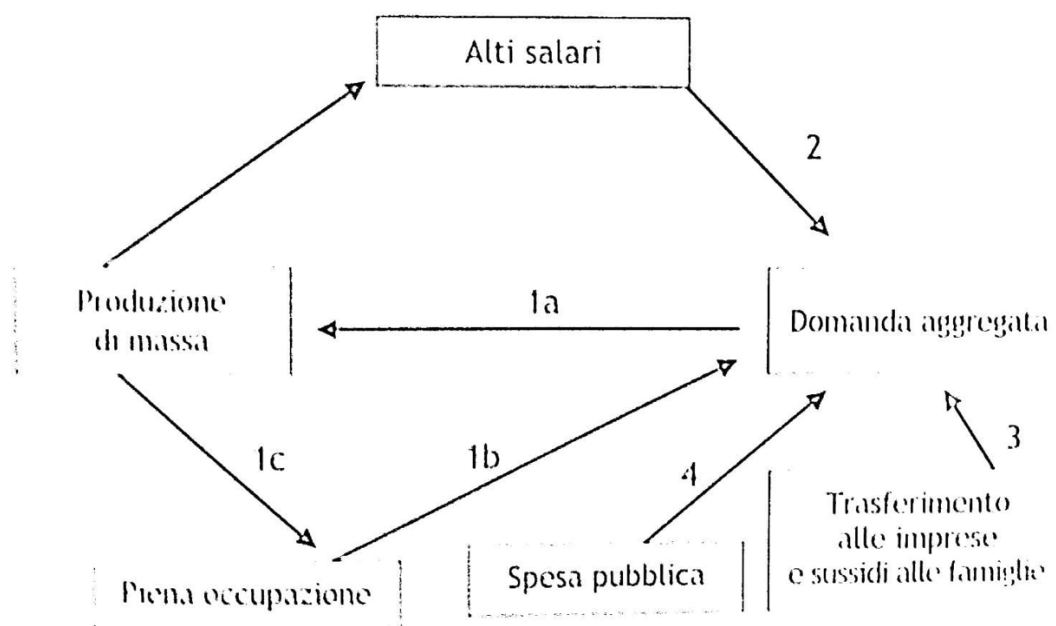 Alti salari
2
Produzione
di massa
1a
Domanda aggregata
1c
1b
4
3
Piena occupazione
Spesa pubblica
Trasferimento
alle imprese
e sussidi alle famiglie